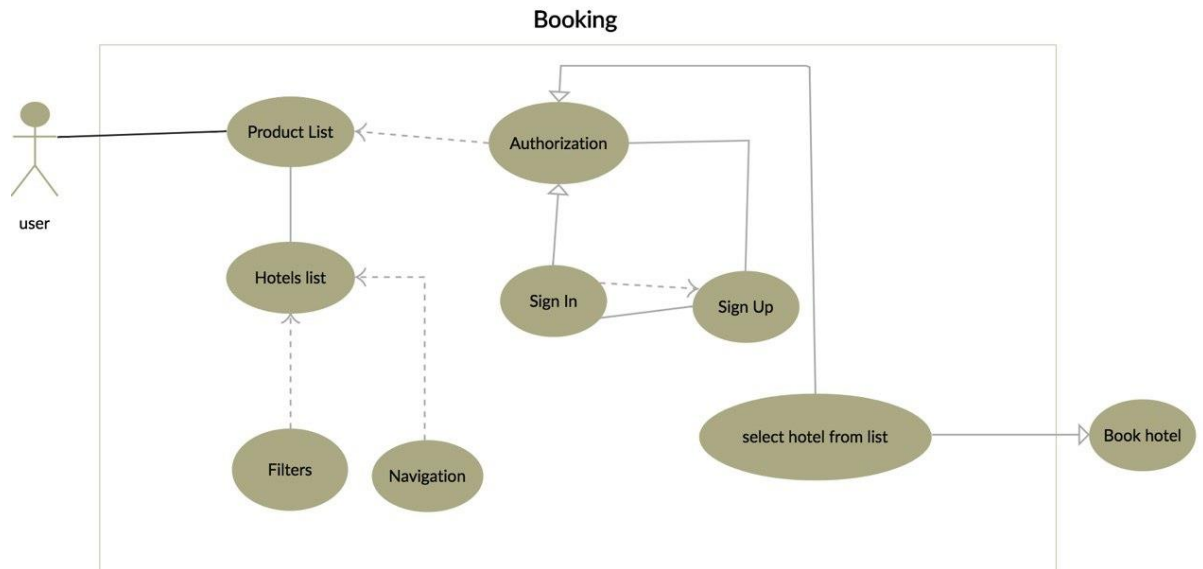 Booking
Product List
Authorization
user
Hotels list
Sign In
Sign Up
select hotel from list
Book hotel
Filters
Navigation